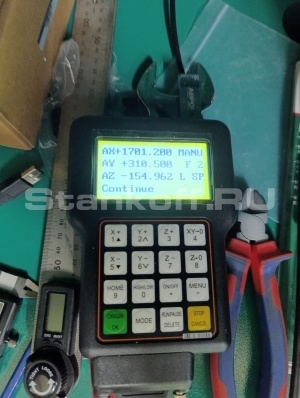 AX+1701.200 MANU
AY +310.500 F 2
AZ -154.962 L SP
Continue
Stankoff.RU
X+ Y+ Z+ XY→0
1▲ 2Λ 3 4
X- Y- Z- Z→0
5▼ 6V 7 8
HOME HIGH/LOW ON/OFF MENU
9 0 + -
ORIGIN MODE RUN/PAUSE STOP
OK DELETE CANCEL